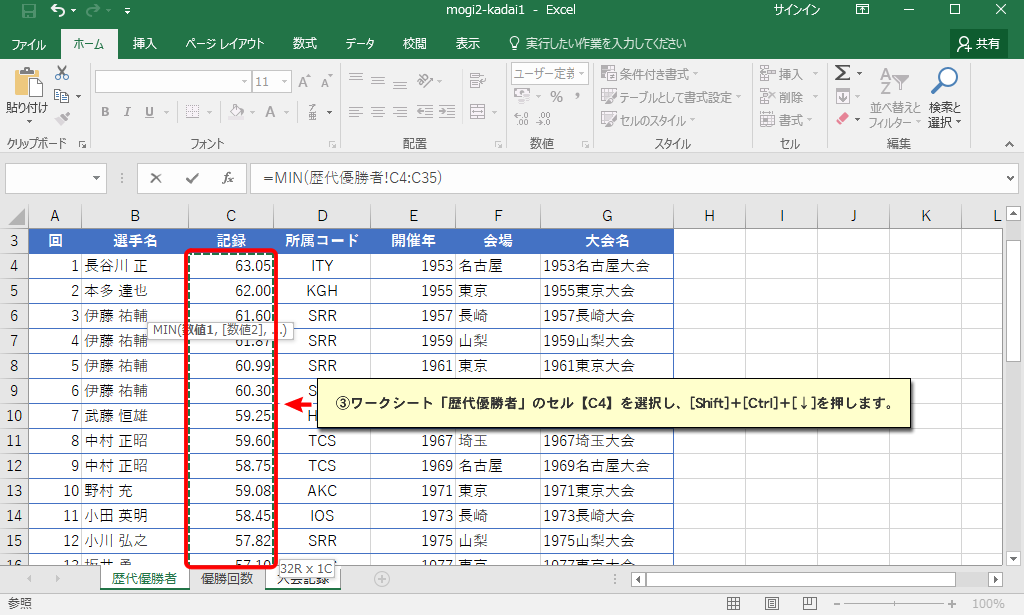 mogi2-kadai1 - Excel サインイン
ファイル ホーム 挿入 ページ レイアウト 数式 データ 校閲 表示 実行したい作業を入力してください 共有
貼り付け 11 ユーザー定義 条件付き書式 テーブルとして書式設定 セルのスタイル 挿入 削除 書式 並べ替えと フィルター 検索と 選択
クリップボード フォント 配置 数値 スタイル セル 編集
=MIN(歴代優勝者!C4:C35)
A B C D E F G H I J K L
3 回 選手名 記録 所属コード 開催年 会場 大会名
4 1 長谷川 正 63.05 ITY 1953 名古屋 1953名古屋大会
5 2 本多 達也 62.00 KGH 1955 東京 1955東京大会
6 3 伊藤 祐輔 61.60 SRR 1957 長崎 1957長崎大会
MIN(数値1, [数値2], ...)
7 4 伊藤 祐輔 61.87 SRR 1959 山梨 1959山梨大会
8 5 伊藤 祐輔 60.99 SRR 1961 東京 1961東京大会
9 6 伊藤 祐輔 60.30
③ワークシート「歴代優勝者」のセル【C4】を選択し、[Shift]+[Ctrl]+[↓]を押します。
10 7 武藤 恒雄 59.25
11 8 中村 正昭 59.60 TCS 1967 埼玉 1967埼玉大会
12 9 中村 正昭 58.75 TCS 1969 名古屋 1969名古屋大会
13 10 野村 充 59.08 AKC 1971 東京 1971東京大会
14 11 小田 英明 58.45 IOS 1973 長崎 1973長崎大会
15 12 小川 弘之 57.82 SRR 1975 山梨 1975山梨大会
16 13 57.10 SRR 1977 東京 1977東京大会
32R x 1C
歴代優勝者 優勝回数 大会記録
参照 100%